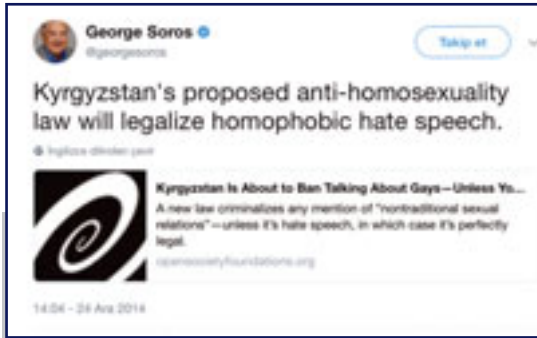 George Soros
@georgesoros
Takip et
Kyrgyzstan's proposed anti-homosexuality
law will legalize homophobic hate speech.
İngilizce dilinden çevir
Kyrgyzstan Is About to Ban Talking About Gays—Unless Yo...
A new law criminalizes any mention of "nontraditional sexual
relations"—unless it's hate speech, in which case it's perfectly
legal.
opensocietyfoundations.org
14:04 - 24 Ara 2014